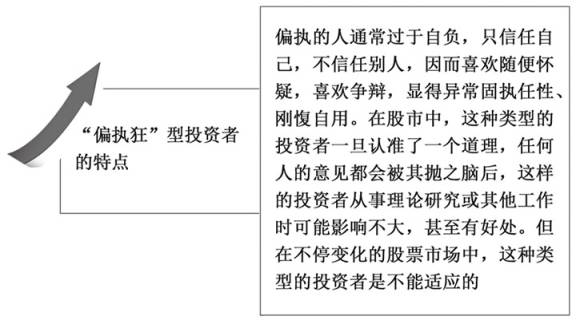 “偏执狂”型投资者
的特点
偏执的人通常过于自负，只信任自
己，不信任别人，因而喜欢随便怀
疑，喜欢争辩，显得异常固执任性、
刚愎自用。在股市中，这种类型的
投资者一旦认准了一个道理，任何
人的意见都会被其抛之脑后，这样
的投资者从事理论研究或其他工作
时可能影响不大，甚至有好处。但
在不停变化的股票市场中，这种类
型的投资者是不能适应的